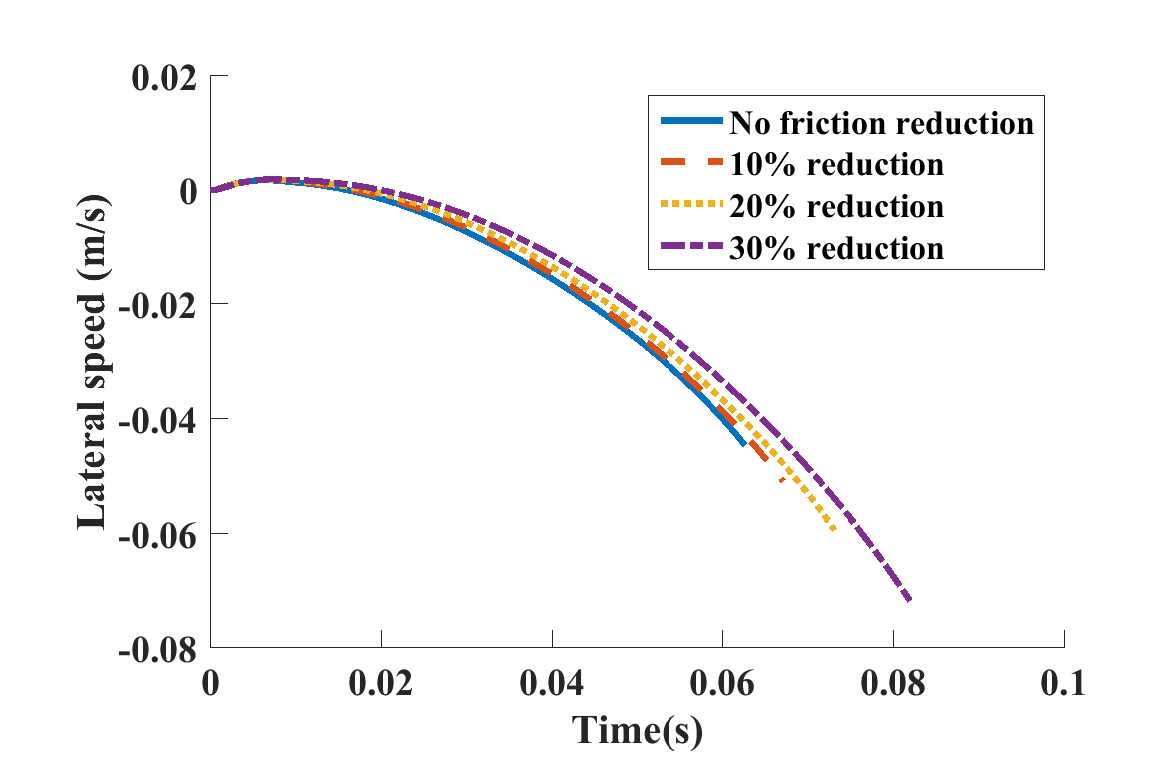 0.02
0
-0.02
-0.04
-0.06
-0.08
Lateral speed (m/s)
No friction reduction
10% reduction
20% reduction
30% reduction
0
0.02
0.04
0.06
0.08
0.1
Time(s)